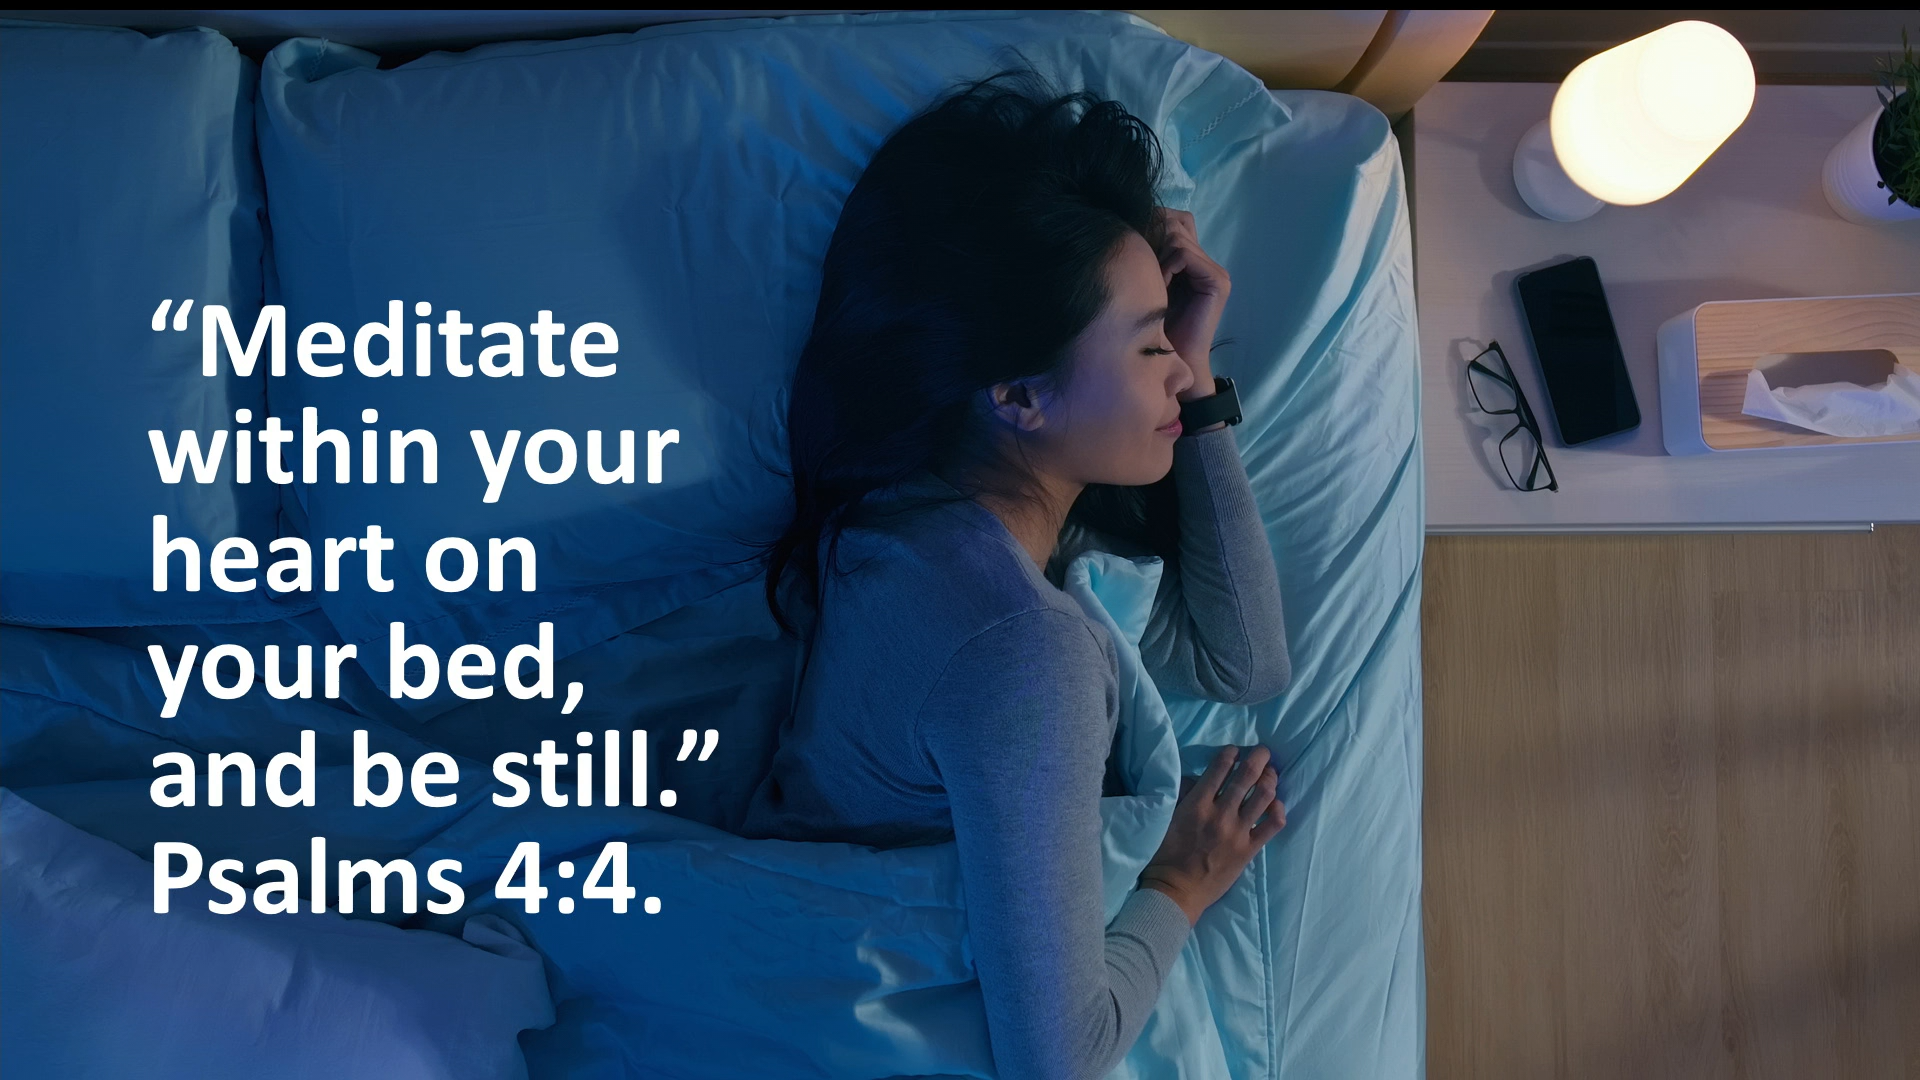 “Meditate
within your
heart on
your bed,
and be still.”
Psalms 4:4.